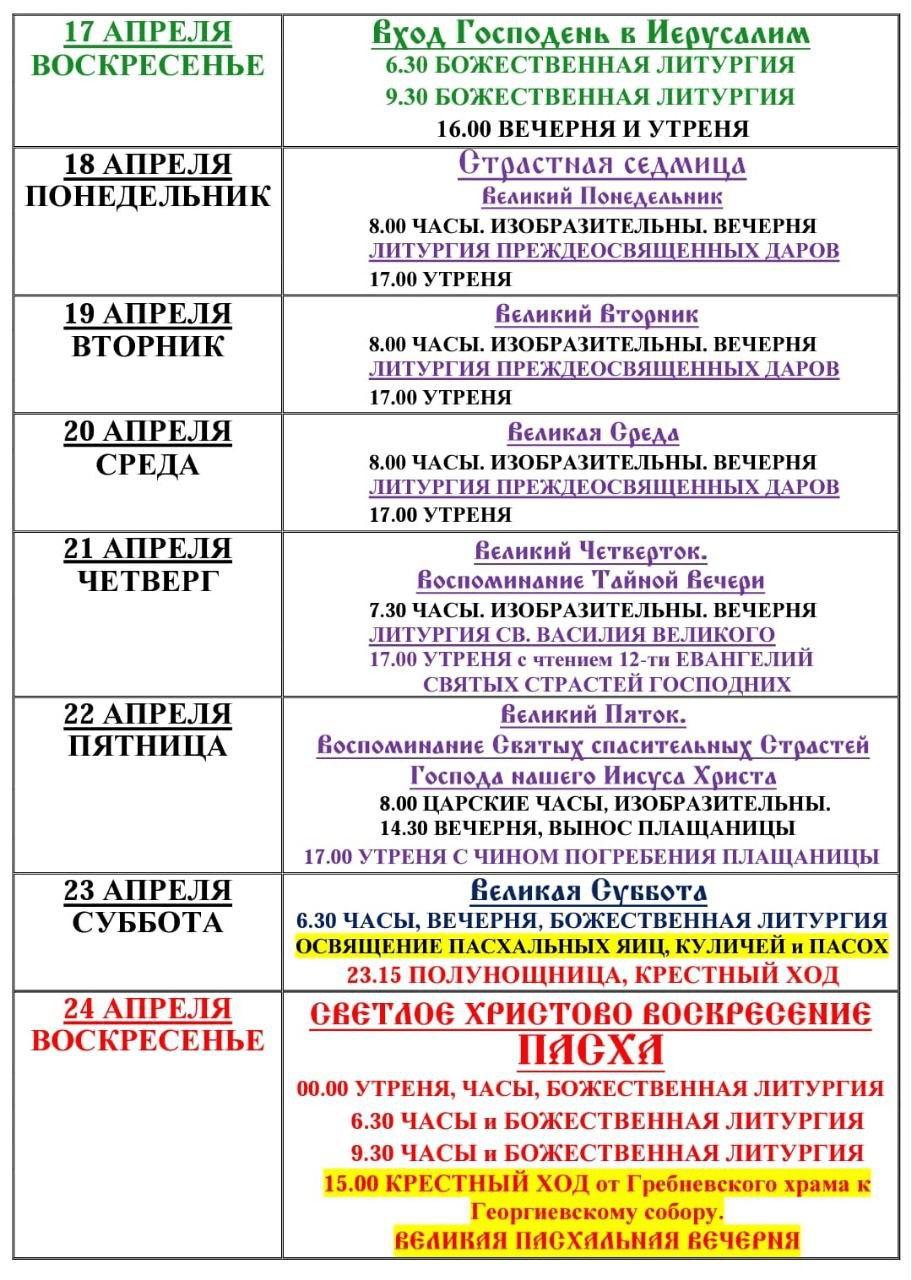 17 АПРЕЛЯ
ВОСКРЕСЕНЬЕ
Вход Господень в Иерусалим
6.30 БОЖЕСТВЕННАЯ ЛИТУРГИЯ
9.30 БОЖЕСТВЕННАЯ ЛИТУРГИЯ
16.00 ВЕЧЕРНЯ И УТРЕНЯ
18 АПРЕЛЯ
ПОНЕДЕЛЬНИК
Страстная седмица
Великий Понедельник
8.00 ЧАСЫ. ИЗОБРАЗИТЕЛЬНЫ. ВЕЧЕРНЯ
ЛИТУРГИЯ ПРЕЖДЕОСВЯЩЕННЫХ ДАРОВ
17.00 УТРЕНЯ
19 АПРЕЛЯ
ВТОРНИК
Великий Вторник
8.00 ЧАСЫ. ИЗОБРАЗИТЕЛЬНЫ. ВЕЧЕРНЯ
ЛИТУРГИЯ ПРЕЖДЕОСВЯЩЕННЫХ ДАРОВ
17.00 УТРЕНЯ
20 АПРЕЛЯ
СРЕДА
Великая Среда
8.00 ЧАСЫ. ИЗОБРАЗИТЕЛЬНЫ. ВЕЧЕРНЯ
ЛИТУРГИЯ ПРЕЖДЕОСВЯЩЕННЫХ ДАРОВ
17.00 УТРЕНЯ
21 АПРЕЛЯ
ЧЕТВЕРГ
Великий Четверток.
Воспоминание Тайной Вечери
7.30 ЧАСЫ. ИЗОБРАЗИТЕЛЬНЫ. ВЕЧЕРНЯ
ЛИТУРГИЯ СВ. ВАСИЛИЯ ВЕЛИКОГО
17.00 УТРЕНЯ с чтением 12-ти ЕВАНГЕЛИЙ
СВЯТЫХ СТРАСТЕЙ ГОСПОДНИХ
22 АПРЕЛЯ
ПЯТНИЦА
Великий Пяток.
Воспоминание Святых спасительных Страстей
Господа нашего Иисуса Христа
8.00 ЦАРСКИЕ ЧАСЫ, ИЗОБРАЗИТЕЛЬНЫ.
14.30 ВЕЧЕРНЯ, ВЫНОС ПЛАЩАНИЦЫ
17.00 УТРЕНЯ С ЧИНОМ ПОГРЕБЕНИЯ ПЛАЩАНИЦЫ
23 АПРЕЛЯ
СУББОТА
Великая Суббота
6.30 ЧАСЫ, ВЕЧЕРНЯ, БОЖЕСТВЕННАЯ ЛИТУРГИЯ
ОСВЯЩЕНИЕ ПАСХАЛЬНЫХ ЯИЦ, КУЛИЧЕЙ и ПАСОХ
23.15 ПОЛУНОЩНИЦА, КРЕСТНЫЙ ХОД
24 АПРЕЛЯ
ВОСКРЕСЕНЬЕ
СВЕТЛОЕ ХРИСТОВО ВОСКРЕСЕНИЕ
ПАСХА
00.00 УТРЕНЯ, ЧАСЫ, БОЖЕСТВЕННАЯ ЛИТУРГИЯ
6.30 ЧАСЫ и БОЖЕСТВЕННАЯ ЛИТУРГИЯ
9.30 ЧАСЫ и БОЖЕСТВЕННАЯ ЛИТУРГИЯ
15.00 КРЕСТНЫЙ ХОД от Гребневского храма к
Георгиевскому собору.
ВЕЛИКАЯ ПАСХАЛЬНАЯ ВЕЧЕРНЯ